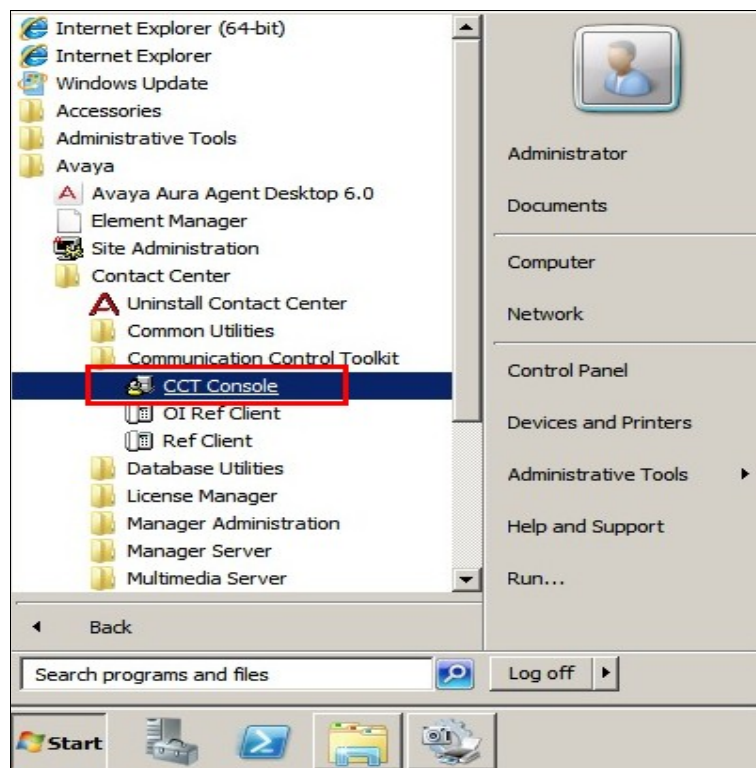 Internet Explorer (64-bit)
Internet Explorer
Windows Update
Accessories
Administrative Tools
Avaya
Avaya Aura Agent Desktop 6.0
Element Manager
Site Administration
Contact Center
Uninstall Contact Center
Common Utilities
Communication Control Toolkit
CCT Console
OI Ref Client
Ref Client
Database Utilities
License Manager
Manager Administration
Manager Server
Multimedia Server
Back
Search programs and files
Administrator
Documents
Computer
Network
Control Panel
Devices and Printers
Administrative Tools
Help and Support
Run...
Log off
Start